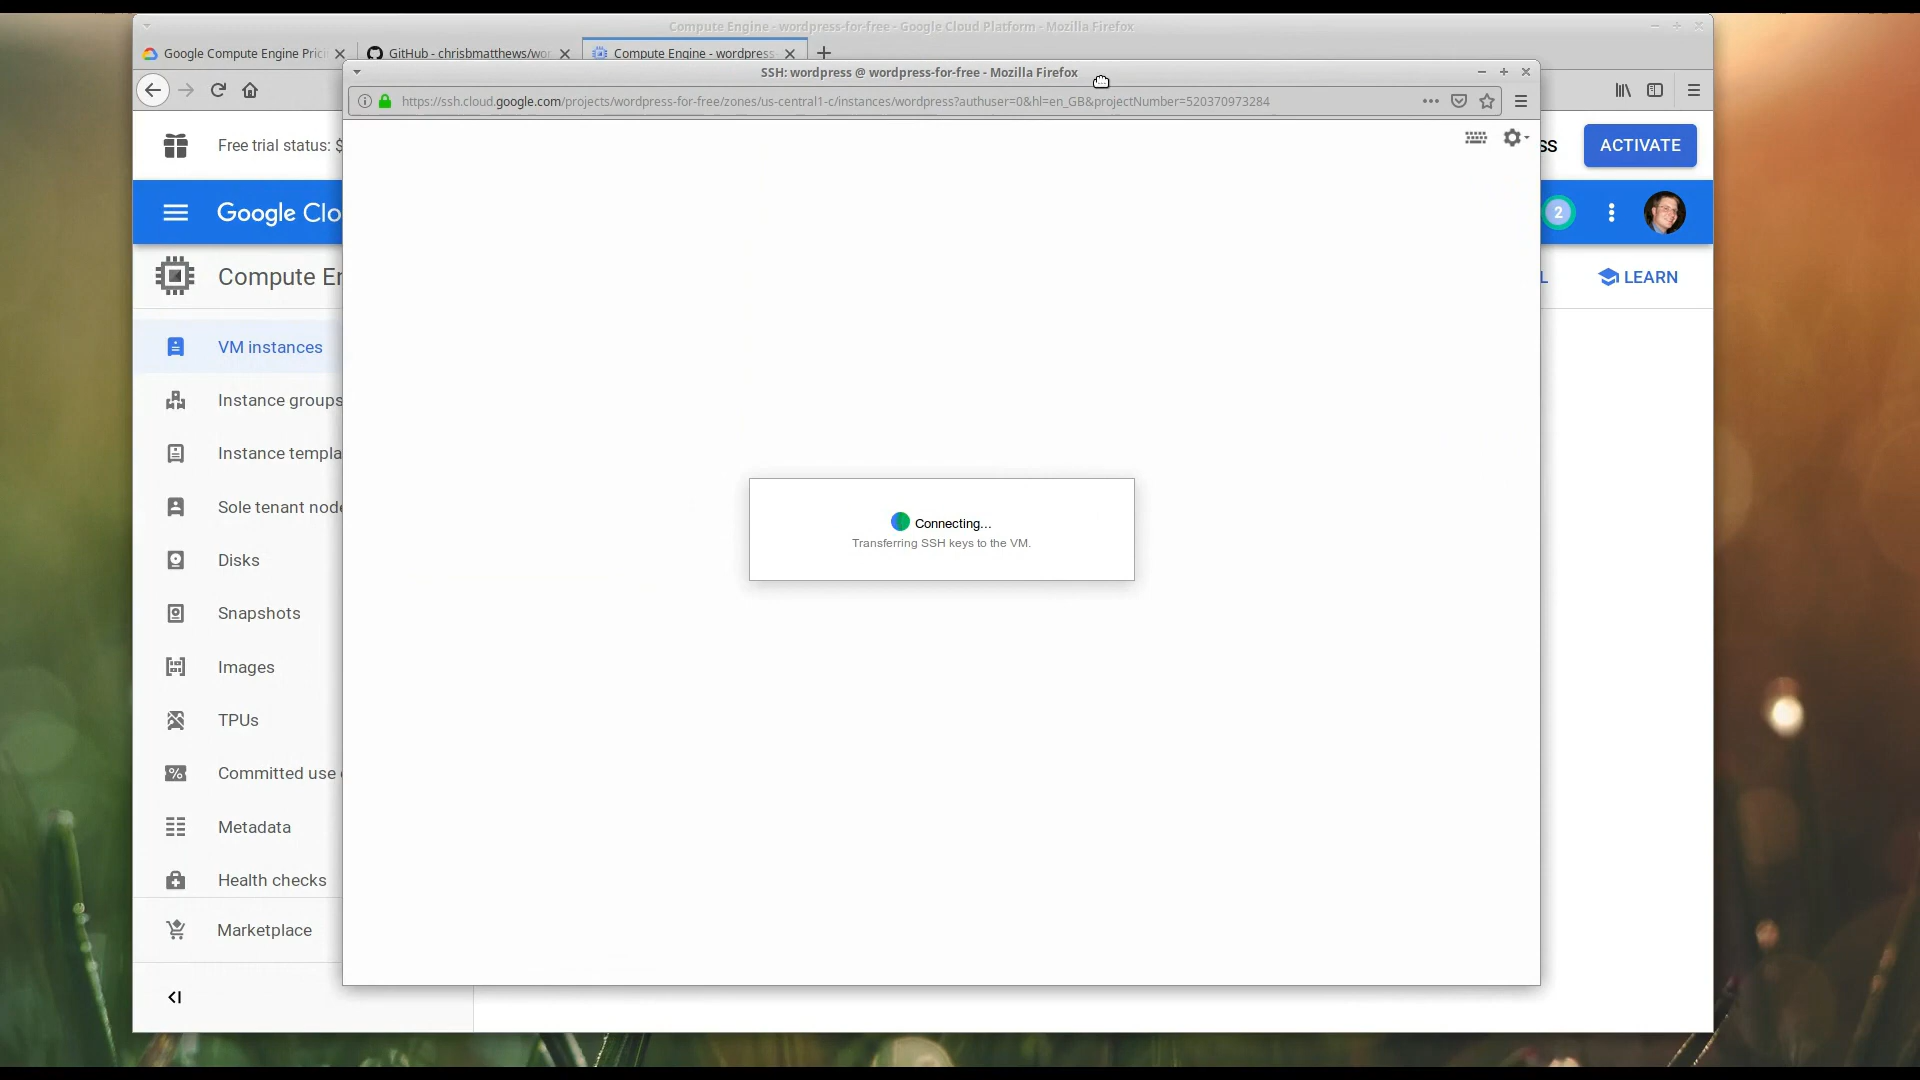 Compute Engine - wordpress-for-free - Google Cloud Platform - Mozilla Firefox
Google Compute Engine Pric
GitHub - chrisbmatthews/wor
Compute Engine - wordpress-
SSH: wordpress @ wordpress-for-free - Mozilla Firefox
https://ssh.cloud.google.com/projects/wordpress-for-free/zones/us-central1-c/instances/wordpress?authuser=0&hl=en_GB&projectNumber=520370973284
Free trial status: $
SS
ACTIVATE
Google Clo
2
Compute En
L
LEARN
VM instances
Instance groups
Instance templa
Sole tenant node
Disks
Snapshots
Images
TPUs
Committed use
Metadata
Health checks
Marketplace
Connecting...
Transferring SSH keys to the VM.